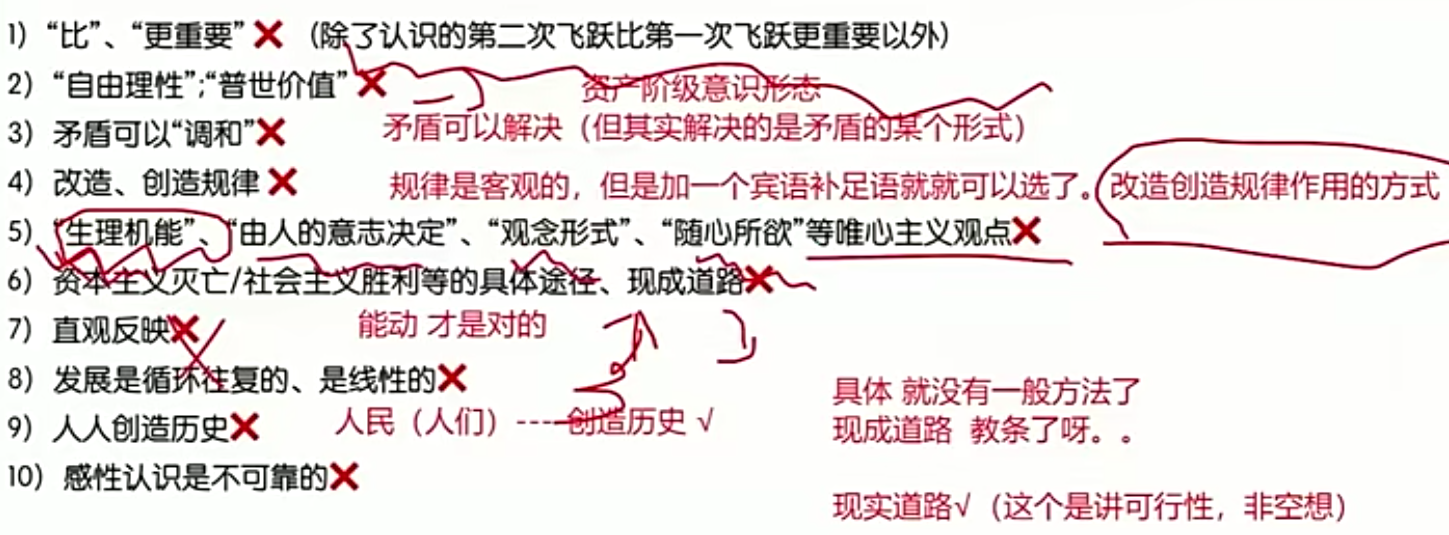 1）“比”、“更重要”❌（除了认识的第二次飞跃比第一次飞跃更重要以外）
2）“自由理性”;“普世价值”❌ 资产阶级意识形态
3）矛盾可以“调和”❌ 矛盾可以解决（但其实解决的是矛盾的某个形式）
4）改造、创造规律❌ 规律是客观的，但是加一个宾语补足语就就可以选了。改造创造规律作用的方式
5）“生理机能”、“由人的意志决定”、“观念形式”、“随心所欲”等唯心主义观点❌
6）资本主义灭亡/社会主义胜利等的具体途径、现成道路❌
7）直观反映❌ 能动 才是对的
8）发展是循环往复的、是线性的❌
具体 就没有一般方法了
9）人人创造历史❌ 人民（人们）----创造历史 √
现成道路 教条了呀。。
10）感性认识是不可靠的❌
现实道路√（这个是讲可行性，非空想）